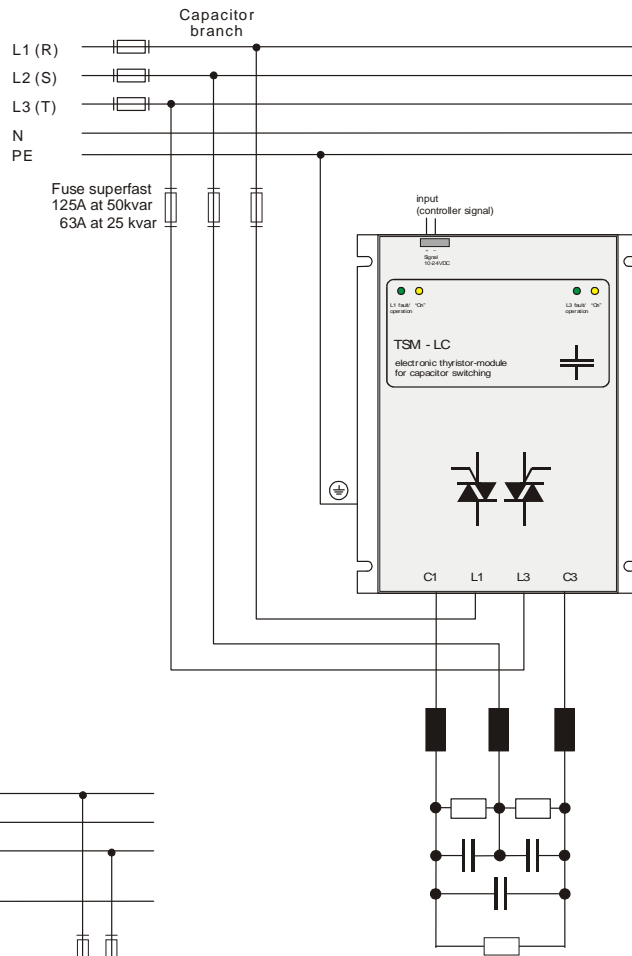 Capacitor
branch
L1 (R)
L2 (S)
L3 (T)
N
PE
Fuse superfast
125A at 50kvar
63A at 25 kvar
input
(controller signal)
Signal
10-24VDC
L1 fault/ "On"
operation
L3 fault/ "On"
operation
TSM - LC
electronic thyristor-module
for capacitor switching
C1 L1 L3 C3